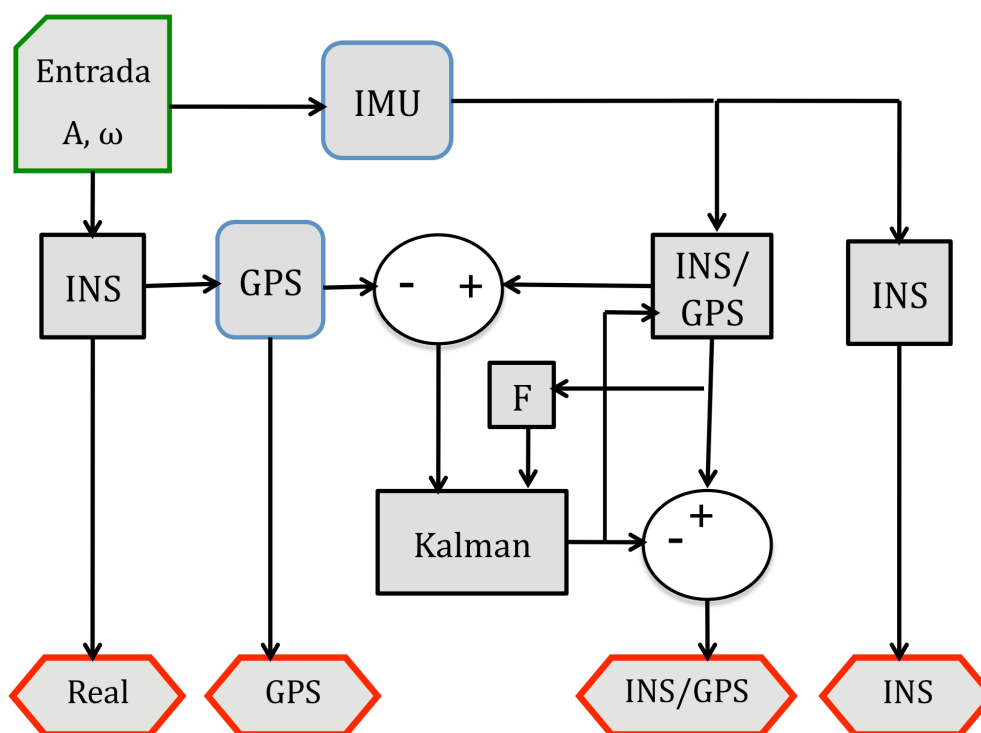 Entrada
A, ω
IMU
INS
GPS
- +
INS/
GPS
INS
F
Kalman
+
-
Real
GPS
INS/GPS
INS